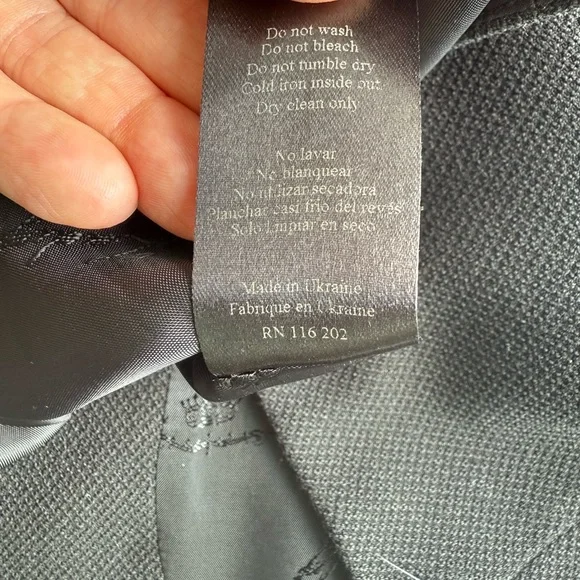 Do not wash
Do not bleach
Do not tumble dry
Cold iron inside out.
Dry clean only
No lavar
No blanquear
No utilizar secadora
Planchar casi frio del revés
Solo limpiar en seco
Made in Ukraine
Fabrique en Ukraine
RN 116 202